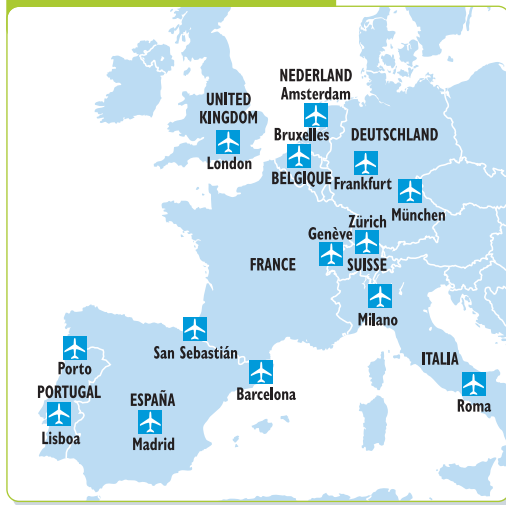 NEDERLAND
Amsterdam
UNITED
KINGDOM
London
Bruxelles
BELGIQUE
DEUTSCHLAND
Frankfurt
München
Zürich
Genève
SUISSE
FRANCE
Milano
San Sebastián
Porto
PORTUGAL
Lisboa
ESPAÑA
Madrid
Barcelona
ITALIA
Roma